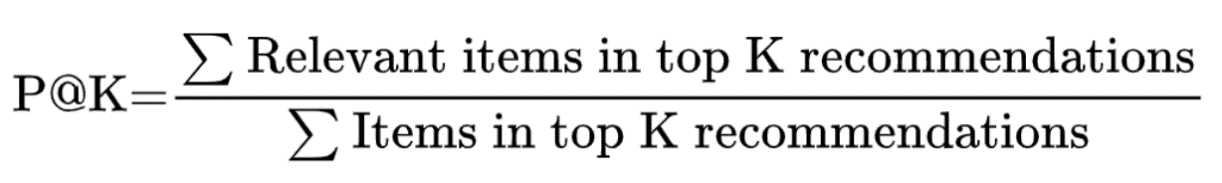 P@K=
∑ Relevant items in top K recommendations
∑ Items in top K recommendations